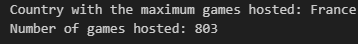 Country with the maximum games hosted: France
Number of games hosted: 803